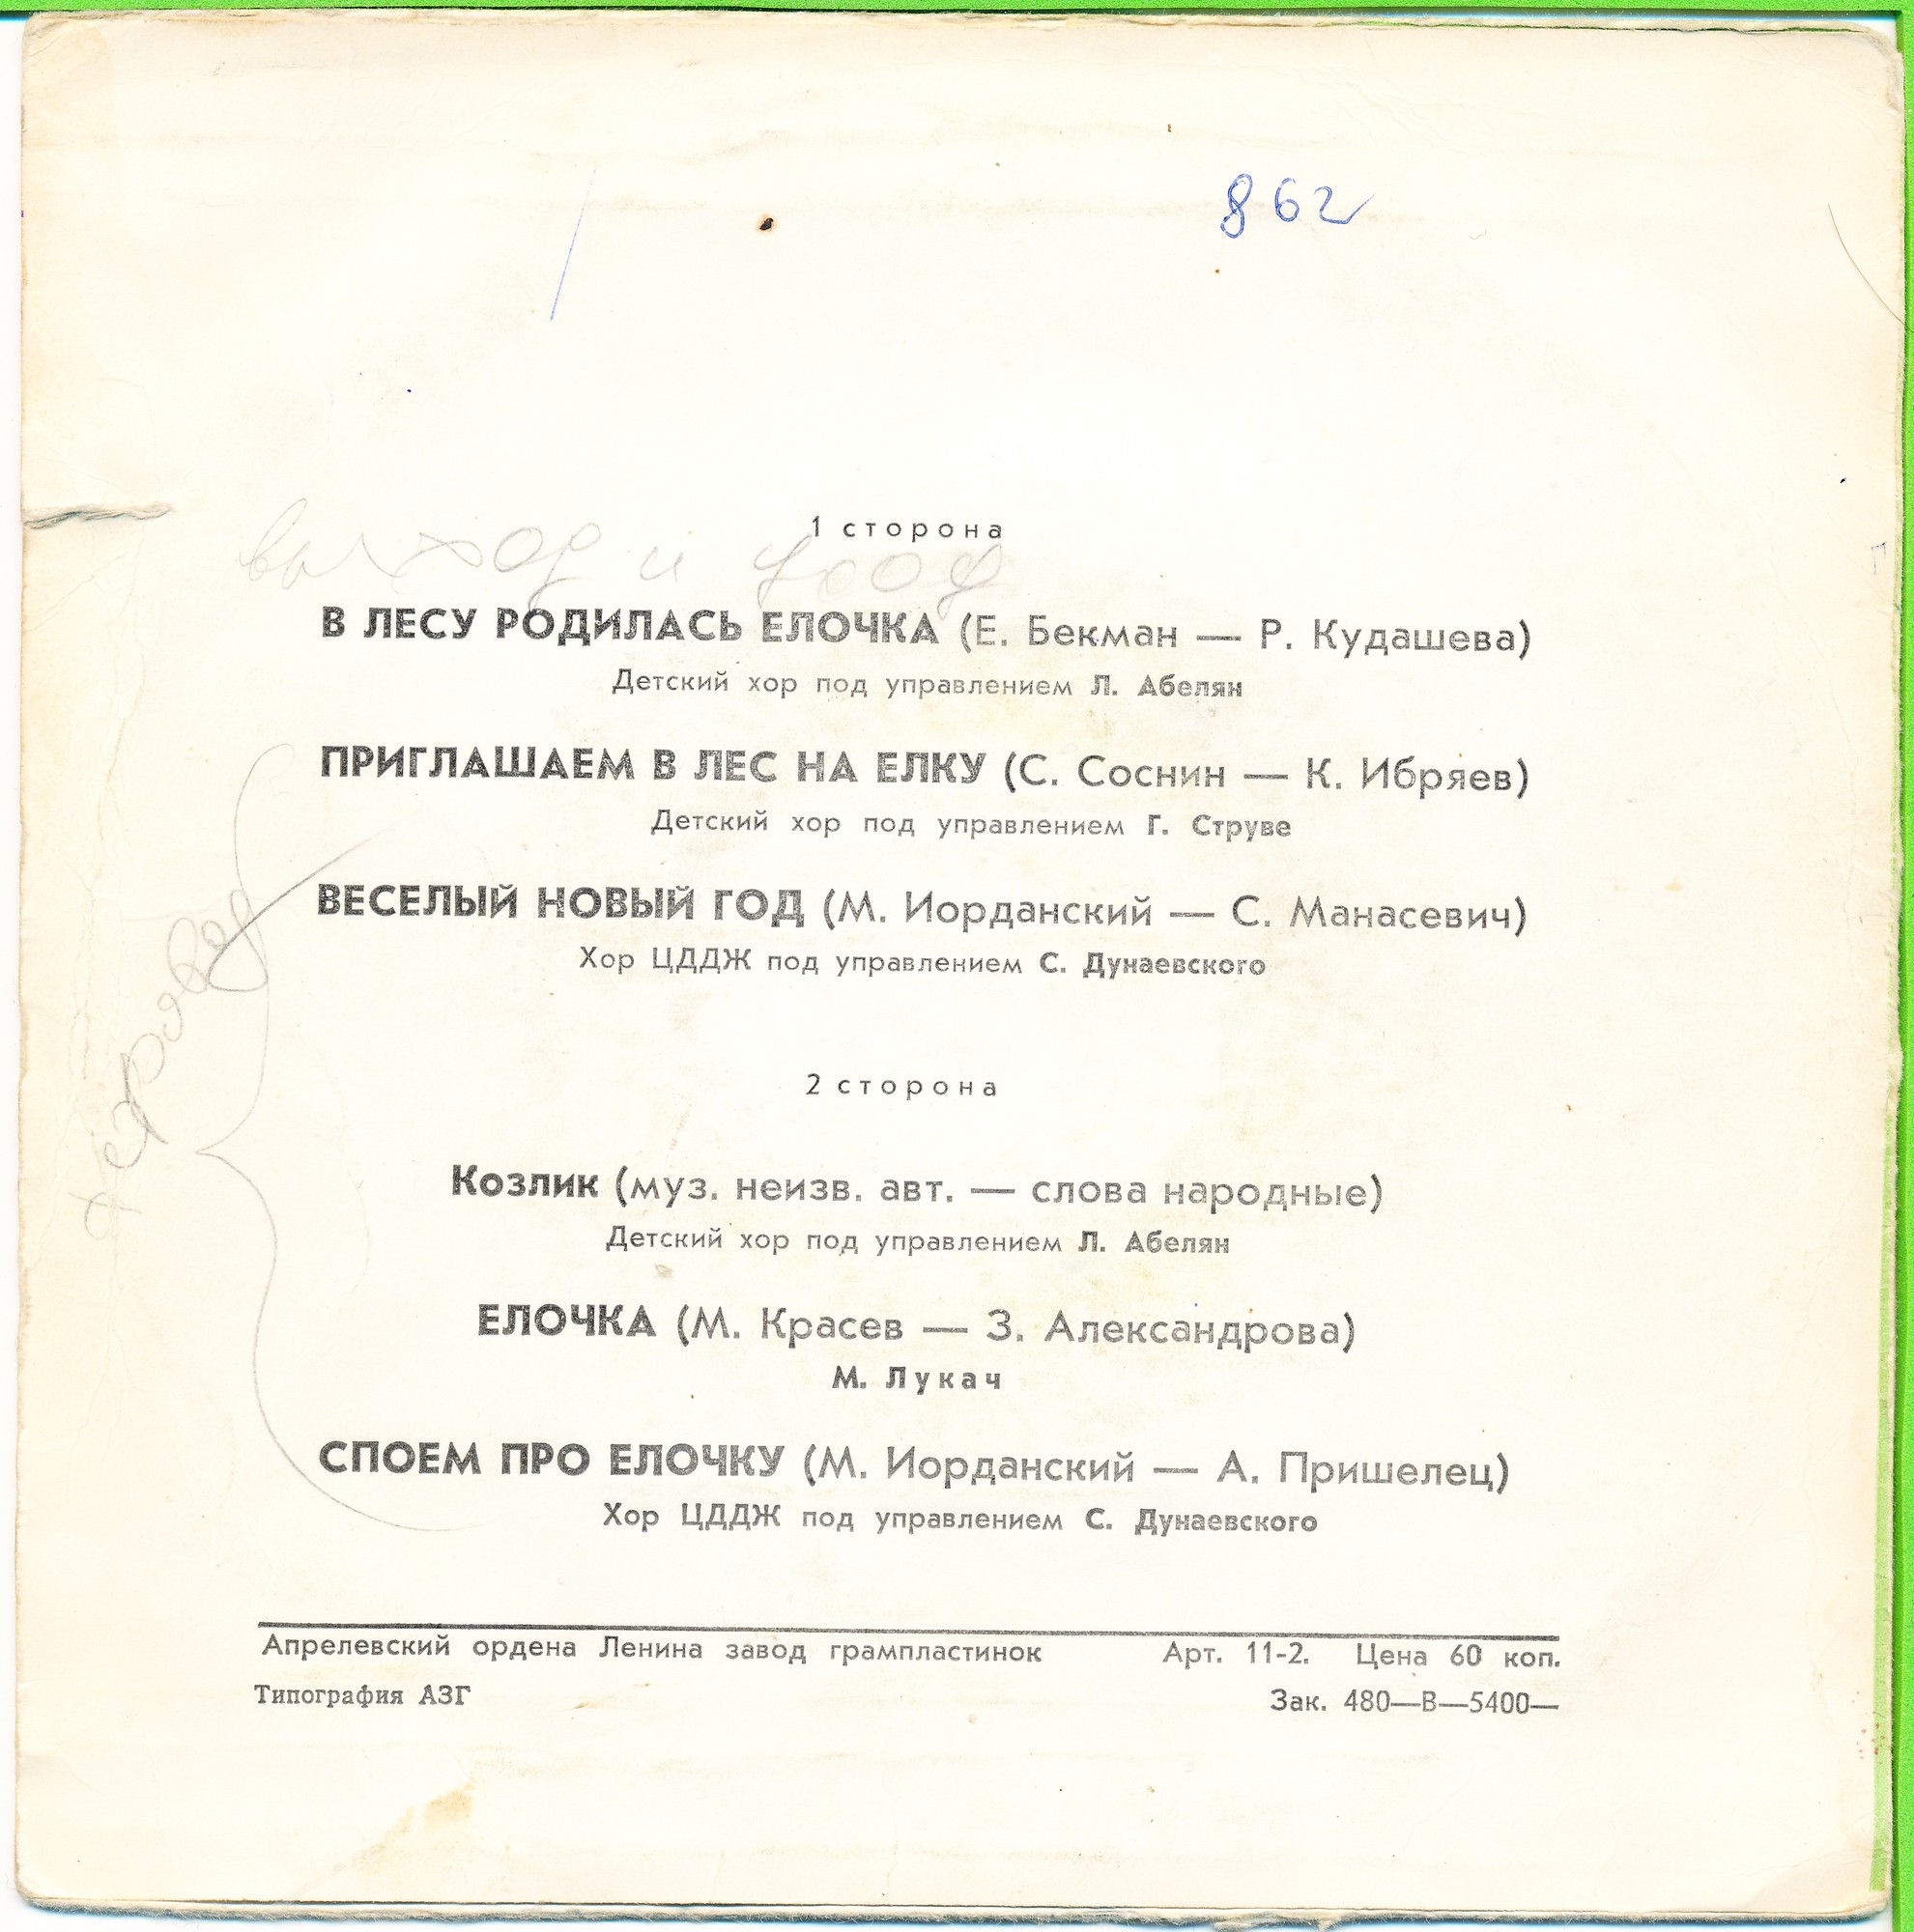 862
1 сторона
выход и
В ЛЕСУ РОДИЛАСЬ ЕЛОЧКА (Е. Бекман — Р. Кудашева)
Детский хор под управлением Л. Абелян
ПРИГЛАШАЕМ В ЛЕС НА ЕЛКУ (С. Соснин — К. Ибряев)
Детский хор под управлением Г. Струве
ВЕСЕЛЫЙ НОВЫЙ ГОД (М. Иорданский — С. Манасевич)
Хор ЦДДЖ под управлением С. Дунаевского
2 сторона
Козлик (муз. неизв. авт. — слова народные)
Детский хор под управлением Л. Абелян
ЕЛОЧКА (М. Красев — З. Александрова)
М. Лукач
СПОЕМ ПРО ЕЛОЧКУ (М. Иорданский — А. Пришелец)
Хор ЦДДЖ под управлением С. Дунаевского
Апрелевский ордена Ленина завод грампластинок Арт. 11-2. Цена 60 коп.
Типография АЗГ Зак. 480—В—5400—